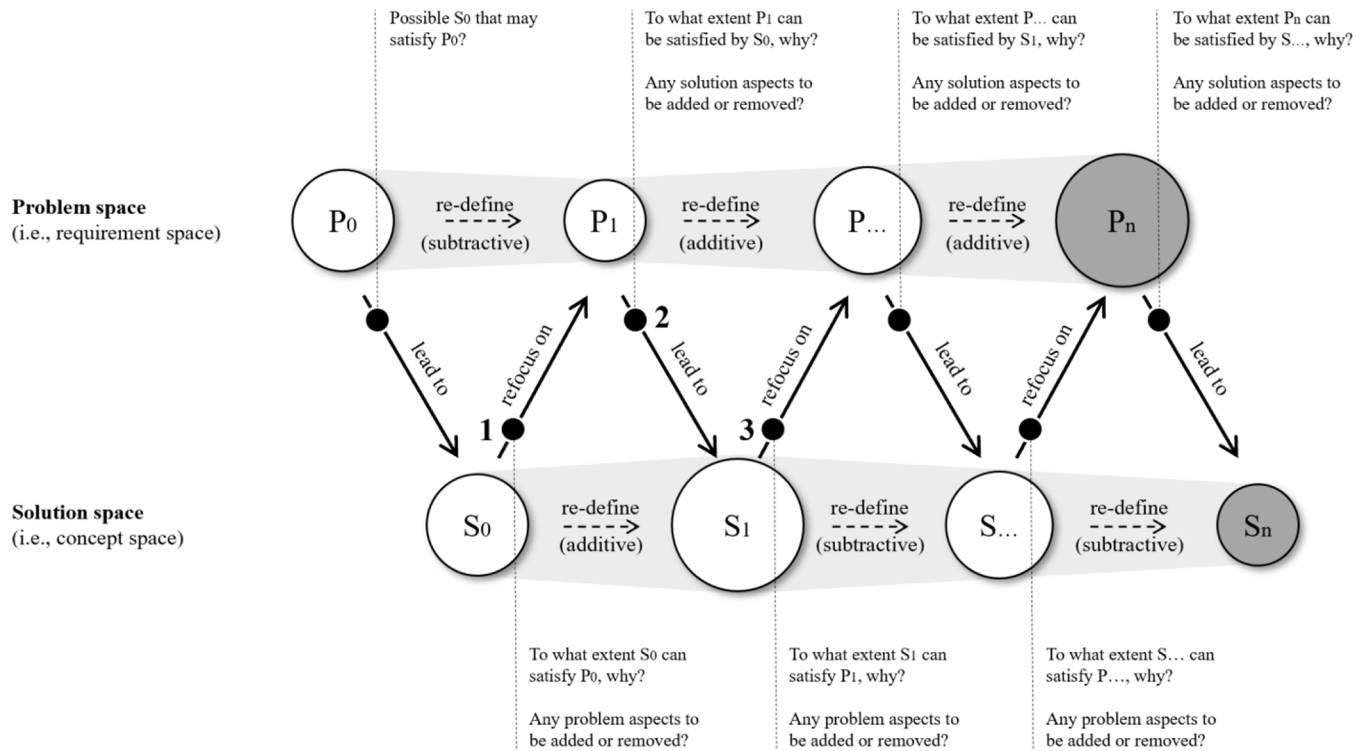 Possible S0 that may
satisfy P0?
To what extent P1 can
be satisfied by S0, why?
Any solution aspects to
be added or removed?
To what extent P... can
be satisfied by S1, why?
Any solution aspects to
be added or removed?
To what extent Pn can
be satisfied by S..., why?
Any solution aspects to
be added or removed?
Problem space
(i.e., requirement space)
P0
re-define
(subtractive)
P1
re-define
(additive)
P...
re-define
(additive)
Pn
lead to
1
refocus on
2
lead to
3
refocus on
lead to
refocus on
lead to
Solution space
(i.e., concept space)
S0
re-define
(additive)
S1
re-define
(subtractive)
S...
re-define
(subtractive)
Sn
To what extent S0 can
satisfy P0, why?
Any problem aspects to
be added or removed?
To what extent S1 can
satisfy P1, why?
Any problem aspects to
be added or removed?
To what extent S... can
satisfy P..., why?
Any problem aspects to
be added or removed?